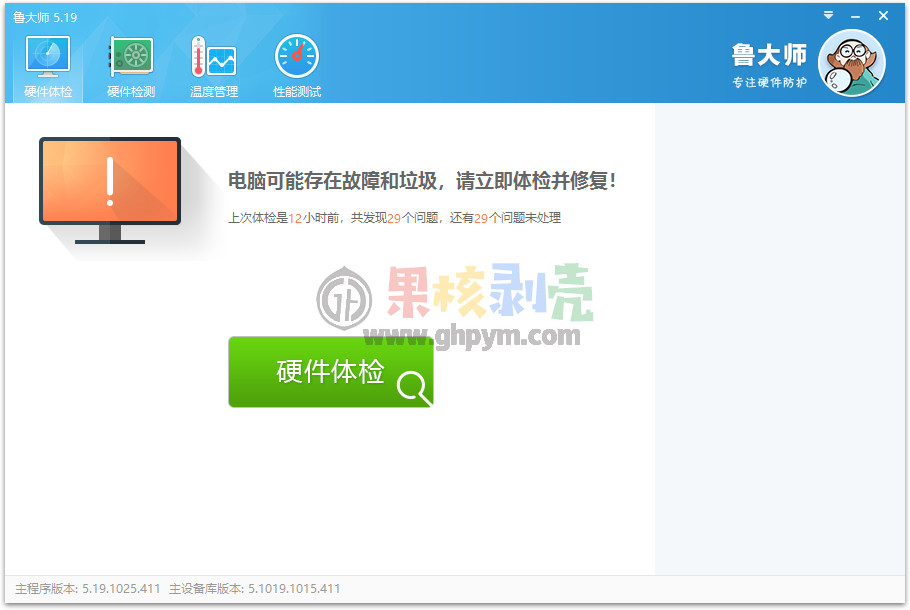 鲁大师 5.19
硬件体检 硬件检测 温度管理 性能测试
鲁大师
专注硬件防护
电脑可能存在故障和垃圾，请立即体检并修复！
上次体检是12小时前，共发现29个问题，还有29个问题未处理
果核剥壳
www.ghpym.com
硬件体检
主程序版本: 5.19.1025.411 主设备库版本: 5.1019.1015.411